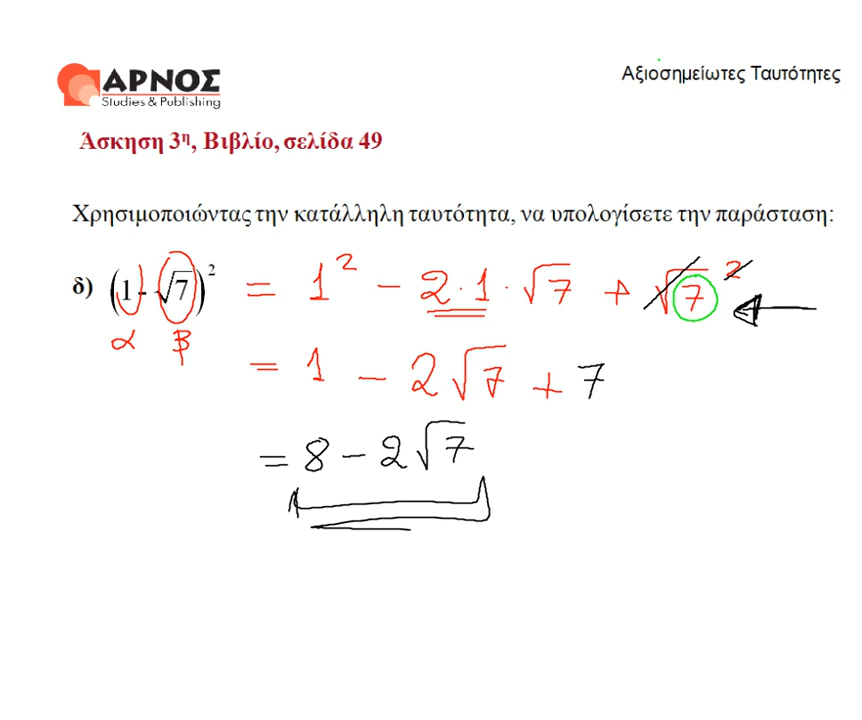 ΑΡΝΟΣ
Studies & Publishing
Αξιοσημείωτες Ταυτότητες
Άσκηση 3η, Βιβλίο, σελίδα 49
Χρησιμοποιώντας την κατάλληλη ταυτότητα, να υπολογίσετε την παράσταση:
δ) (1-√7)² = 1² - 2·1·√7 + √7²
α β
= 1 - 2√7 + 7
= 8 - 2√7